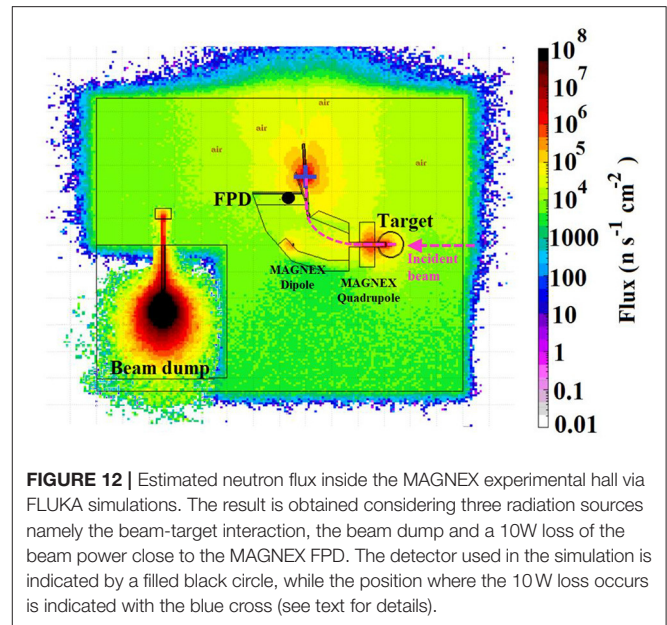 air
air
air
air
FPD
Target
Incident
beam
MAGNEX
Dipole
MAGNEX
Quadrupole
Beam dump
10^8
10^7
10^6
10^5
10^4
1000
100
10
1
0.1
0.01
Flux (n s^-1 cm^-2)
FIGURE 12 | Estimated neutron flux inside the MAGNEX experimental hall via
FLUKA simulations. The result is obtained considering three radiation sources
namely the beam-target interaction, the beam dump and a 10W loss of the
beam power close to the MAGNEX FPD. The detector used in the simulation is
indicated by a filled black circle, while the position where the 10 W loss occurs
is indicated with the blue cross (see text for details).